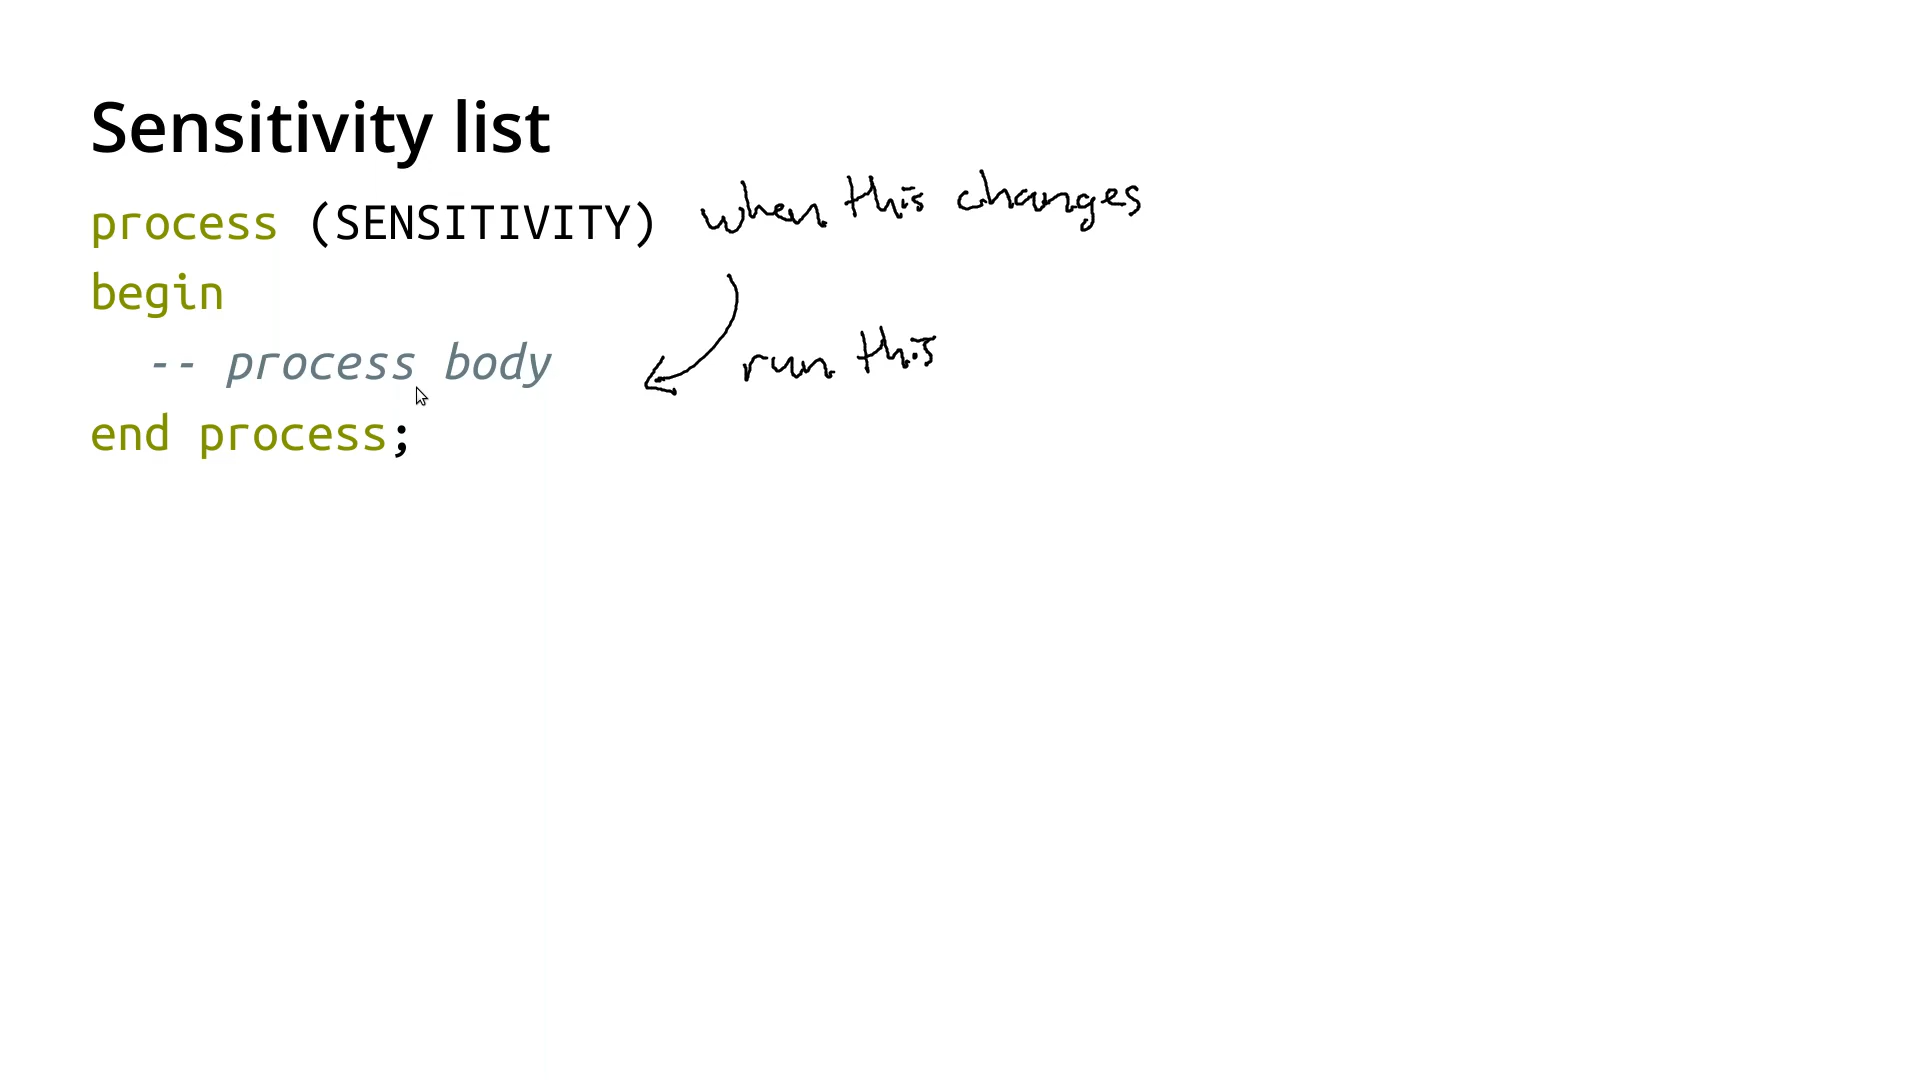 Sensitivity list
process (SENSITIVITY) when this changes
begin
-- process body run this
end process;